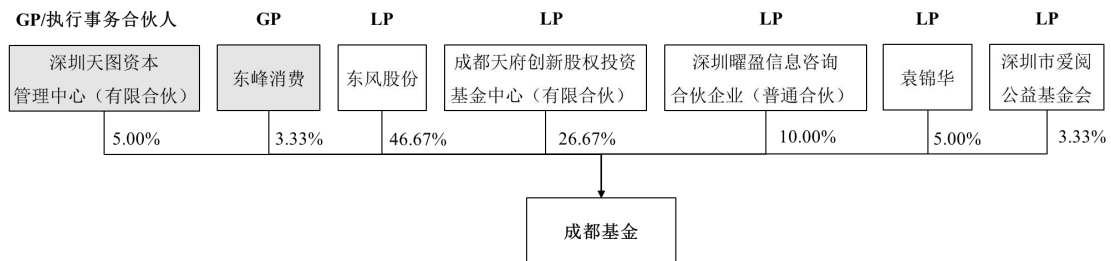 GP/执行事务合伙人 GP LP LP LP LP LP
深圳天图资本
管理中心（有限合伙）
东峰消费
东风股份
成都天府创新股权投资
基金中心（有限合伙）
深圳曜盈信息咨询
合伙企业（普通合伙）
袁锦华
深圳市爱阅
公益基金会
5.00% 3.33% 46.67% 26.67% 10.00% 5.00% 3.33%
成都基金